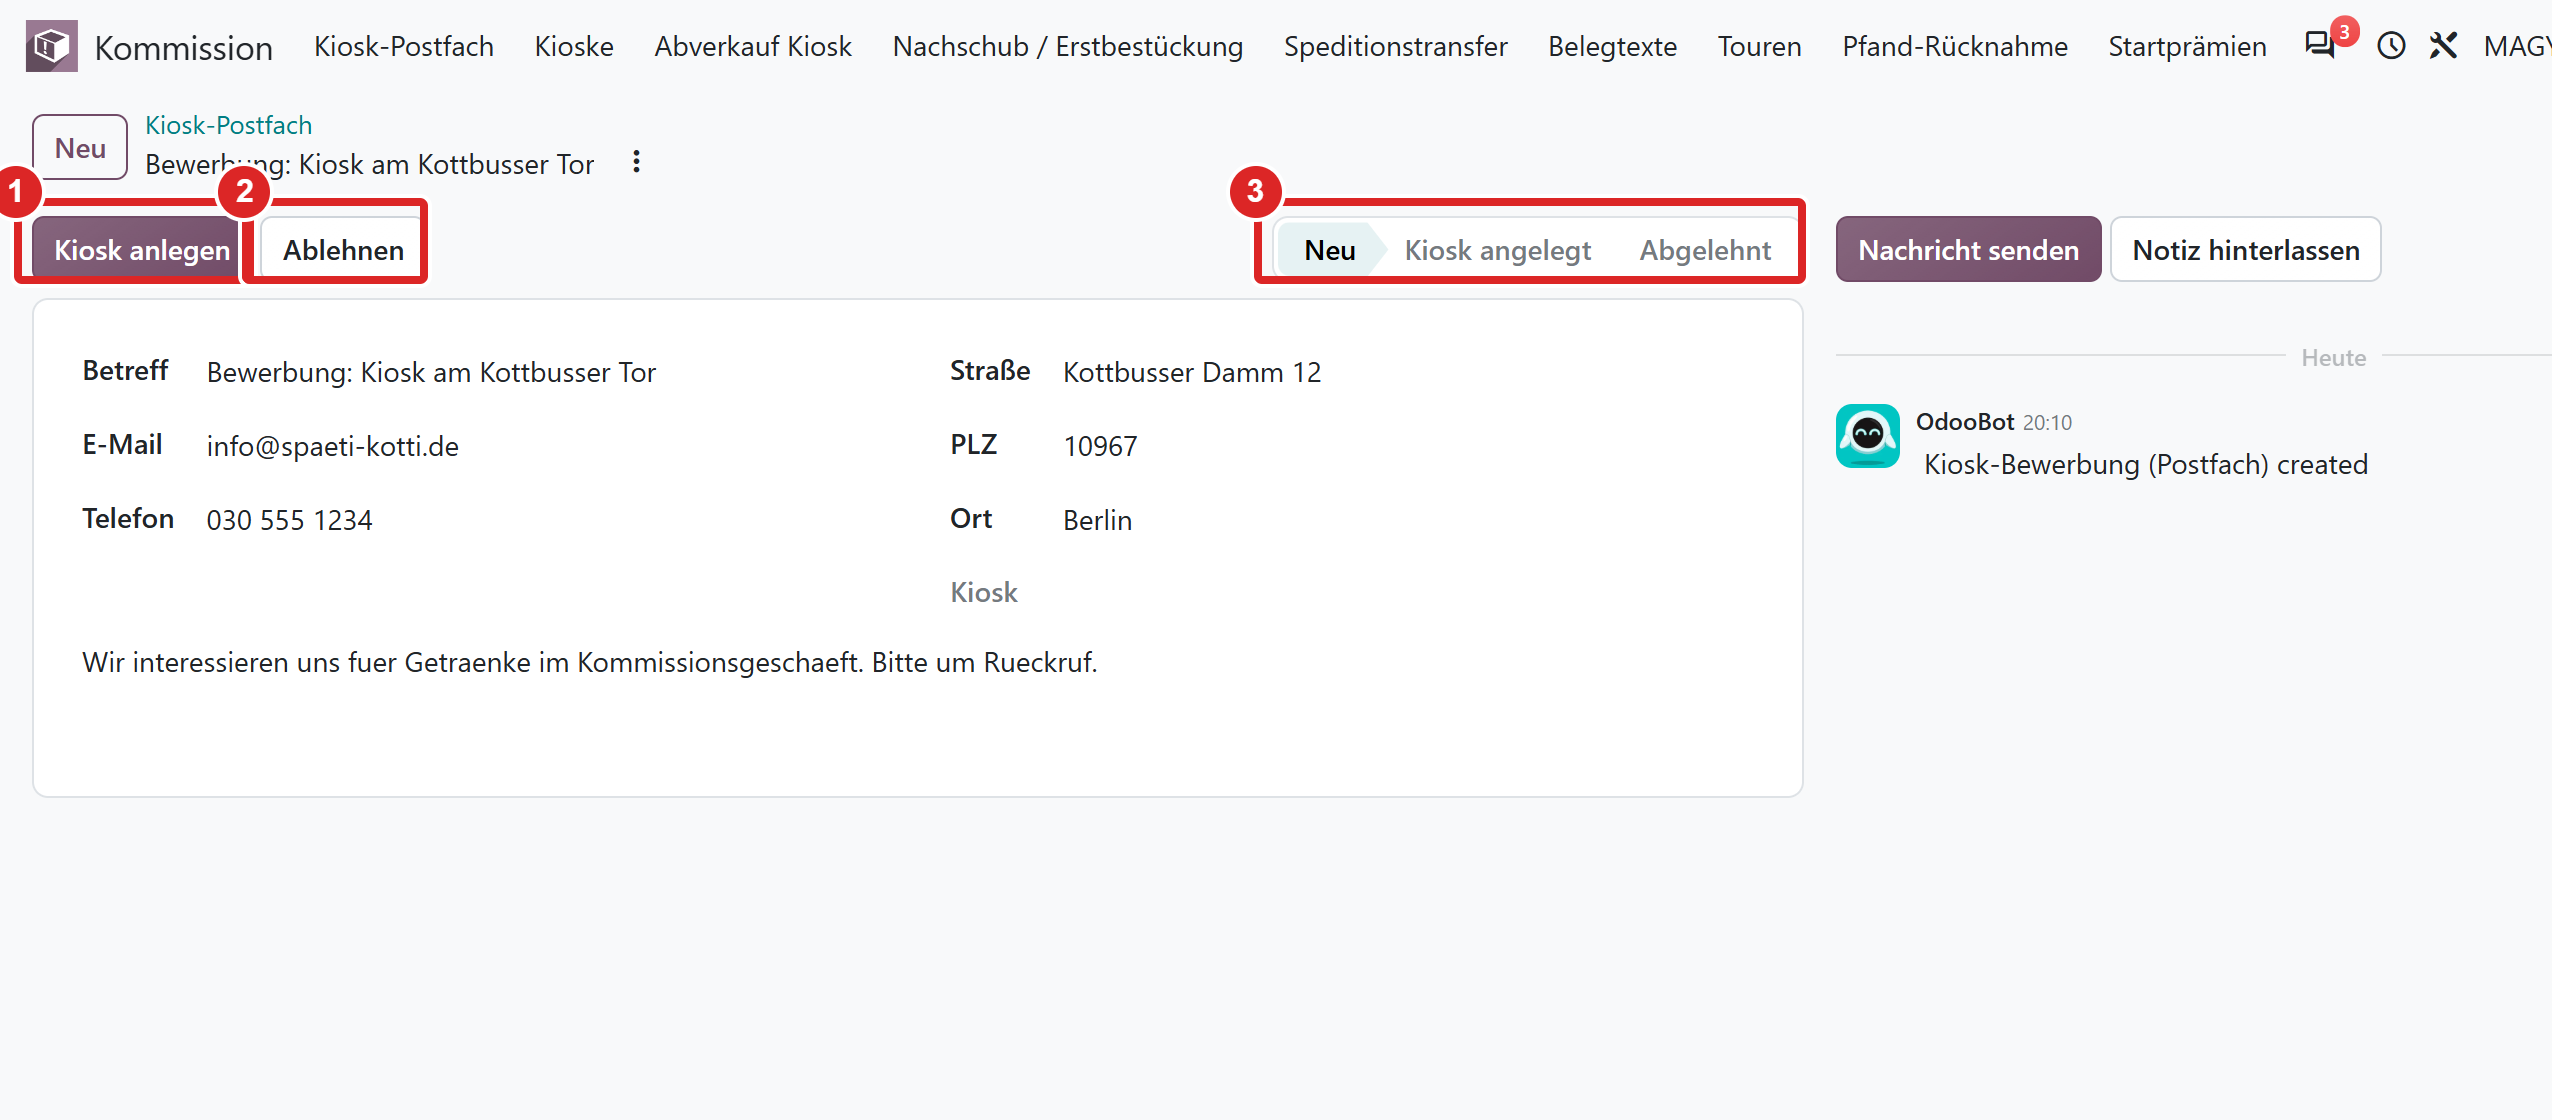 Kommission Kiosk-Postfach Kioske Abverkauf Kiosk Nachschub / Erstbestückung Speditionstransfer Belegtexte Touren Pfand-Rücknahme Startprämien 3 MAGY
Neu
Kiosk-Postfach
Bewerbung: Kiosk am Kottbusser Tor
1 2 3
Kiosk anlegen Ablehnen Neu Kiosk angelegt Abgelehnt Nachricht senden Notiz hinterlassen
Betreff Bewerbung: Kiosk am Kottbusser Tor
E-Mail info@spaeti-kotti.de
Telefon 030 555 1234
Straße Kottbusser Damm 12
PLZ 10967
Ort Berlin
Kiosk
Wir interessieren uns fuer Getraenke im Kommissionsgeschaeft. Bitte um Rueckruf.
Heute
OdooBot 20:10
Kiosk-Bewerbung (Postfach) created